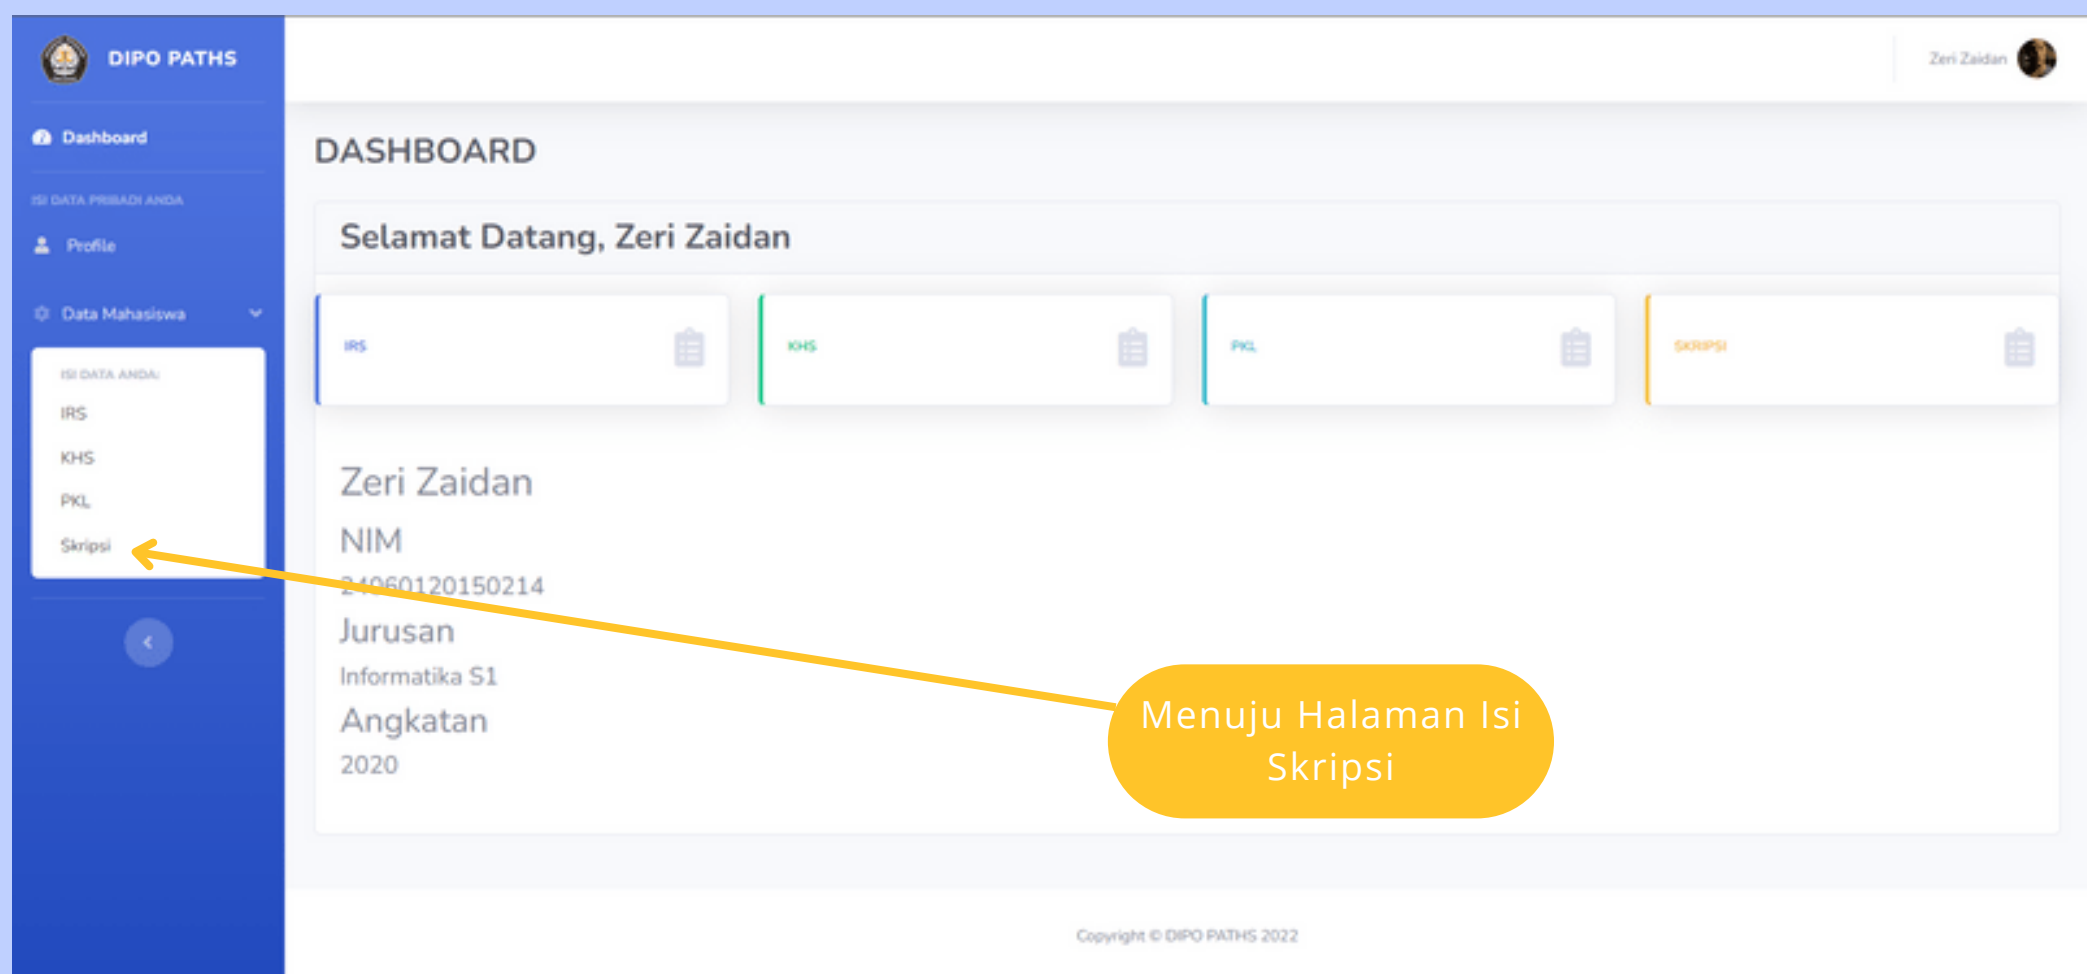 DIPO PATHS
Zeri Zaidan
Dashboard
ISI DATA PRIBADI ANDA
Profile
Data Mahasiswa
ISI DATA ANDA:
IRS
KHS
PKL
Skripsi
DASHBOARD
Selamat Datang, Zeri Zaidan
IRS
KHS
PKL
SKRIPSI
Zeri Zaidan
NIM
24060120150214
Jurusan
Informatika S1
Angkatan
2020
Menuju Halaman Isi
Skripsi
Copyright © DIPO PATHS 2022